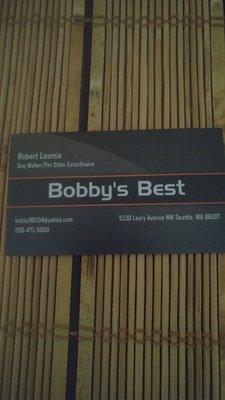 Robert Loomis
Dog Walker/Pet Sitter Extordinaire
Bobby's Best
bobby98104@yahoo.com
206-471-5060
5130 Leary Avenue NW Seattle, WA 98107